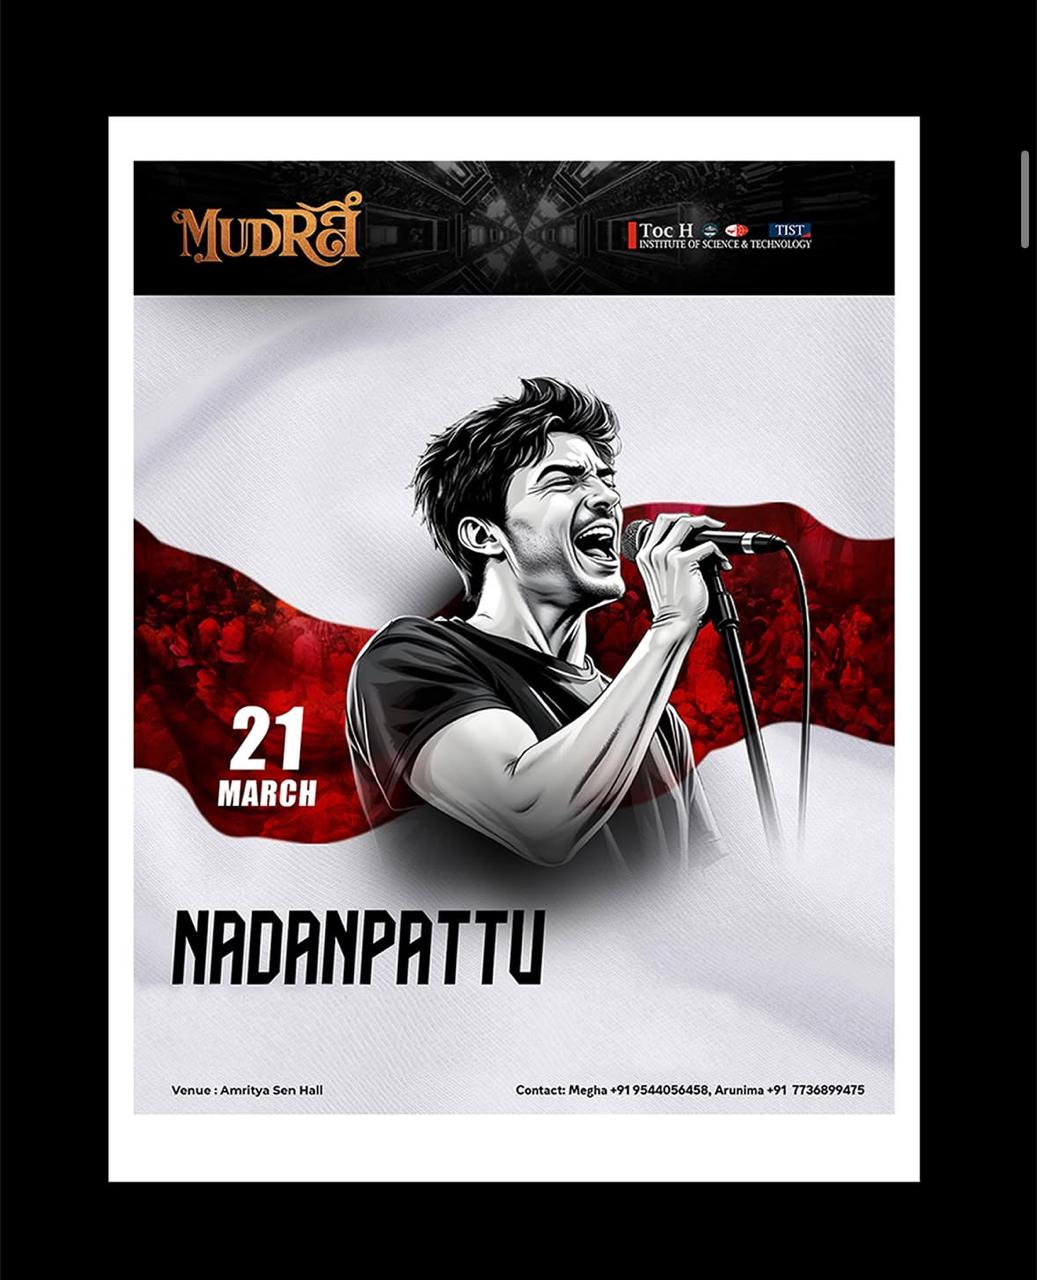 MUDRA
Toc H TIST
INSTITUTE OF SCIENCE & TECHNOLOGY
21
MARCH
NADANPATTU
Venue : Amritya Sen Hall
Contact: Megha +91 9544056458, Arunima +91 7736899475